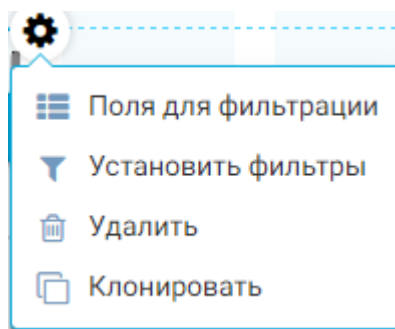 Поля для фильтрации
Установить фильтры
Удалить
Клонировать